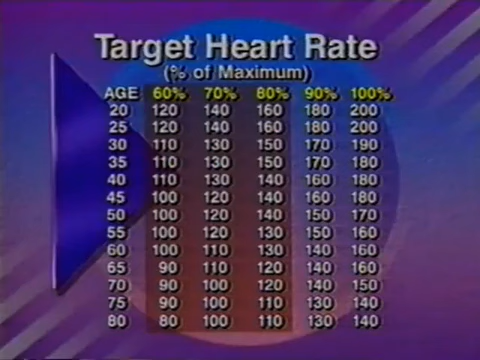 Target Heart Rate
(% of Maximum)
AGE 60% 70% 80% 90% 100%
20 120 140 160 180 200
25 120 140 160 180 200
30 110 130 150 170 190
35 110 130 150 170 180
40 110 130 140 160 180
45 100 120 140 160 180
50 100 120 140 150 170
55 100 120 130 150 160
60 100 110 130 140 160
65 90 110 120 140 160
70 90 100 120 140 150
75 90 100 110 130 140
80 80 100 110 130 140